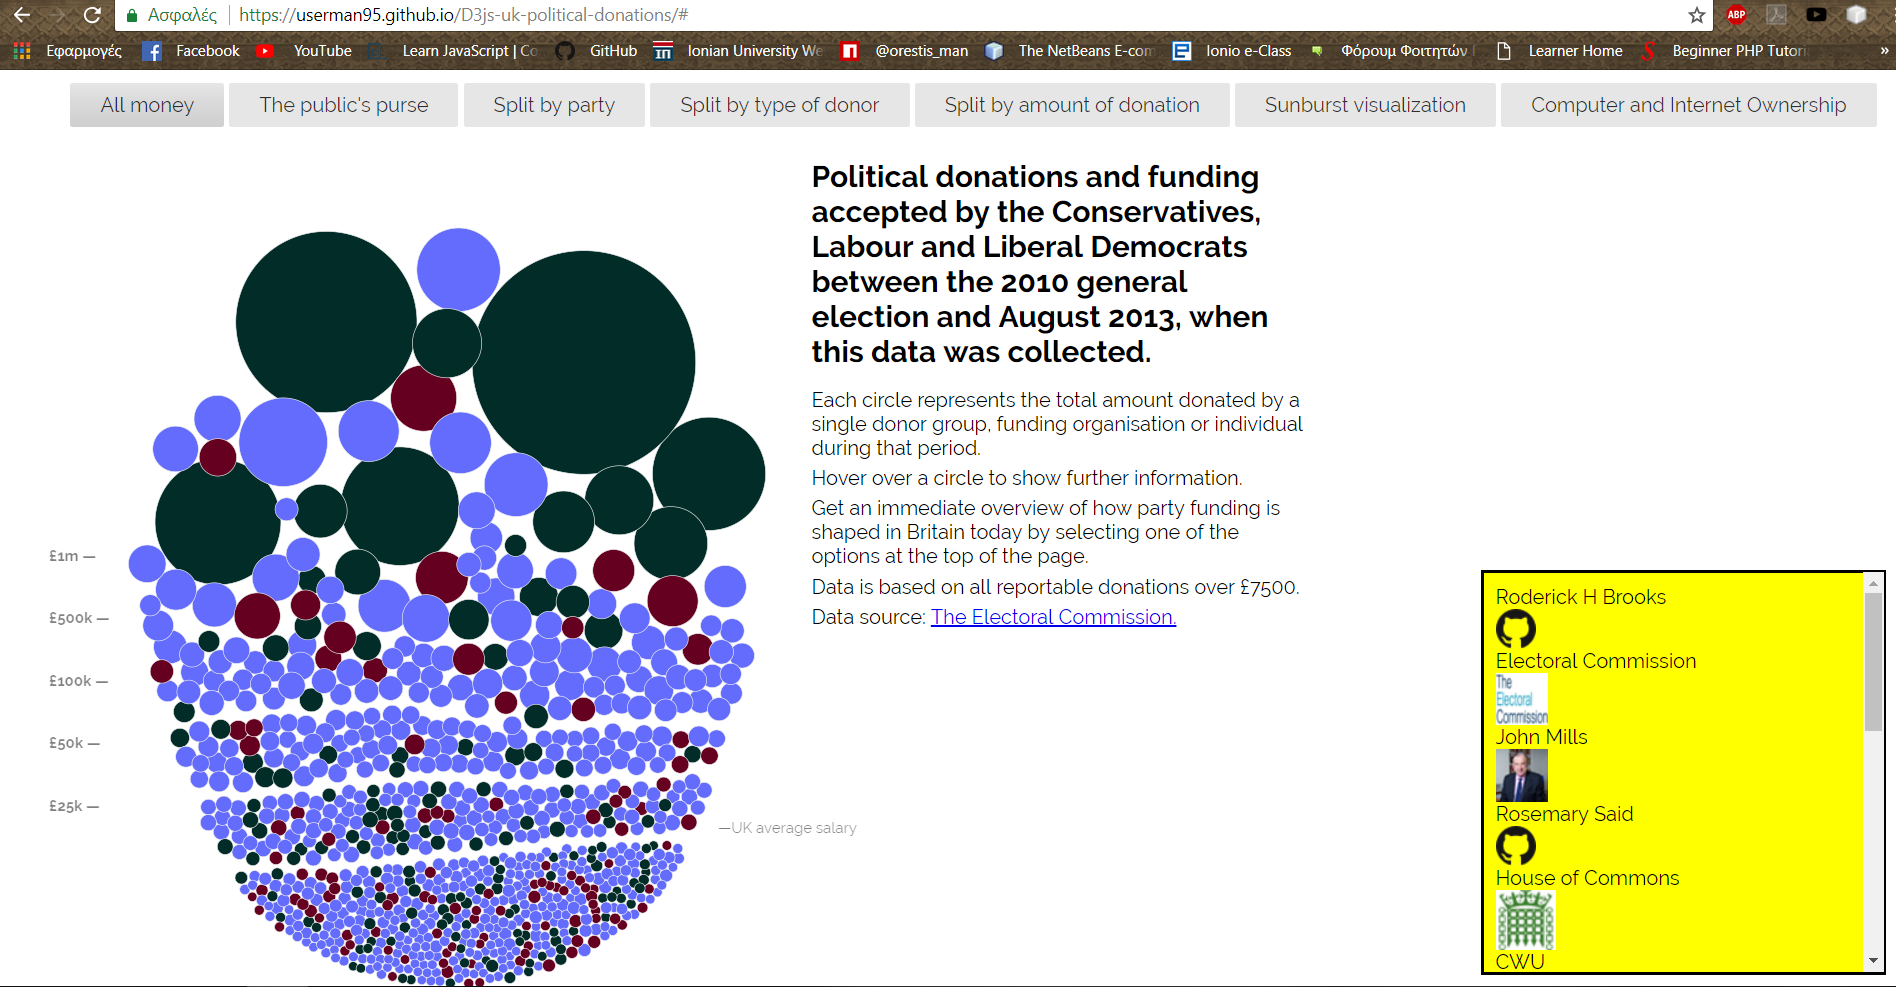 Ασφαλές
https://userman95.github.io/D3js-uk-political-donations/#
ABP
Εφαρμογές
Facebook
YouTube
Learn JavaScript | Co
GitHub
Ionian University We
@orestis_man
The NetBeans E-com
Ionio e-Class
Φόρουμ Φοιτητών
Learner Home
Beginner PHP Tutori
»
All money
The public's purse
Split by party
Split by type of donor
Split by amount of donation
Sunburst visualization
Computer and Internet Ownership
Political donations and funding
accepted by the Conservatives,
Labour and Liberal Democrats
between the 2010 general
election and August 2013, when
this data was collected.
Each circle represents the total amount donated by a
single donor group, funding organisation or individual
during that period.
Hover over a circle to show further information.
Get an immediate overview of how party funding is
shaped in Britain today by selecting one of the
options at the top of the page.
Data is based on all reportable donations over £7500.
Data source: The Electoral Commission.
£1m —
£500k —
£100k —
£50k —
£25k —
—UK average salary
Roderick H Brooks
Electoral Commission
The
Electoral
Commission
John Mills
Rosemary Said
House of Commons
CWU